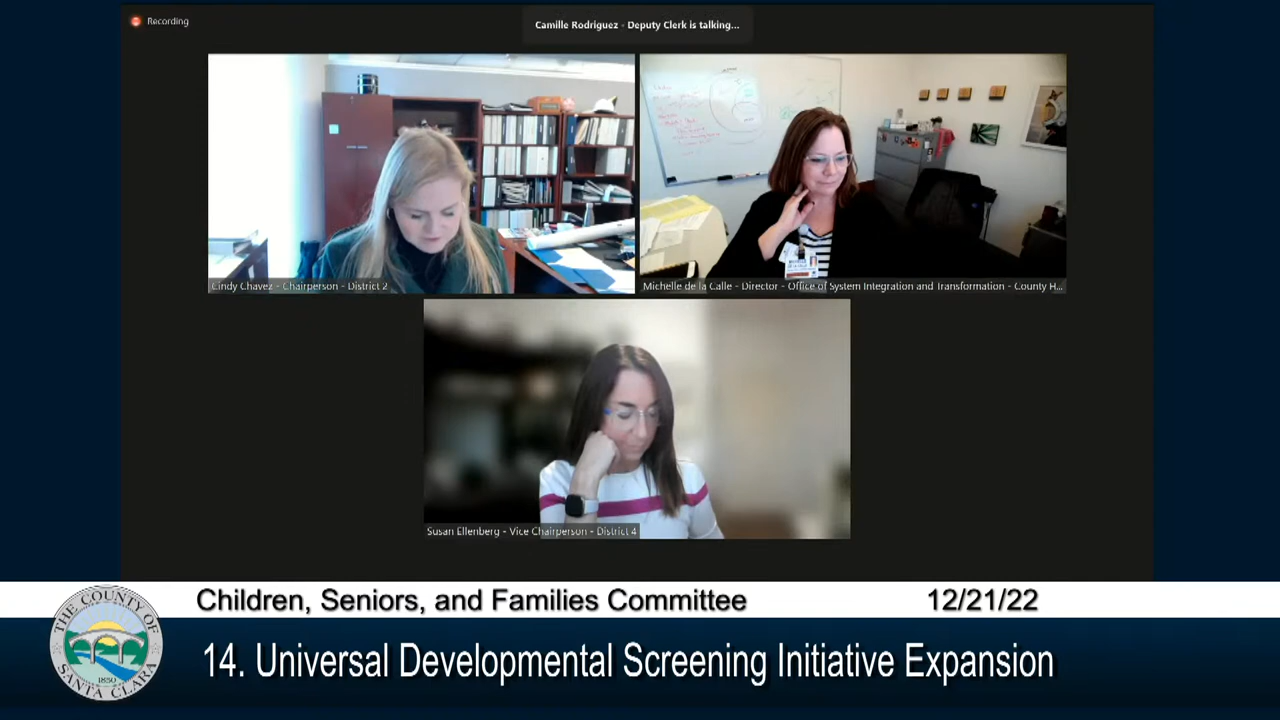 Recording
Camille Rodriguez - Deputy Clerk is talking...
Cindy Chavez - Chairperson - District 2
Michelle de la Calle - Director - Office of System Integration and Transformation - County H...
Susan Ellenberg - Vice Chairperson - District 4
Children, Seniors, and Families Committee
12/21/22
THE COUNTY OF
SANTA CLARA
1850
14. Universal Developmental Screening Initiative Expansion